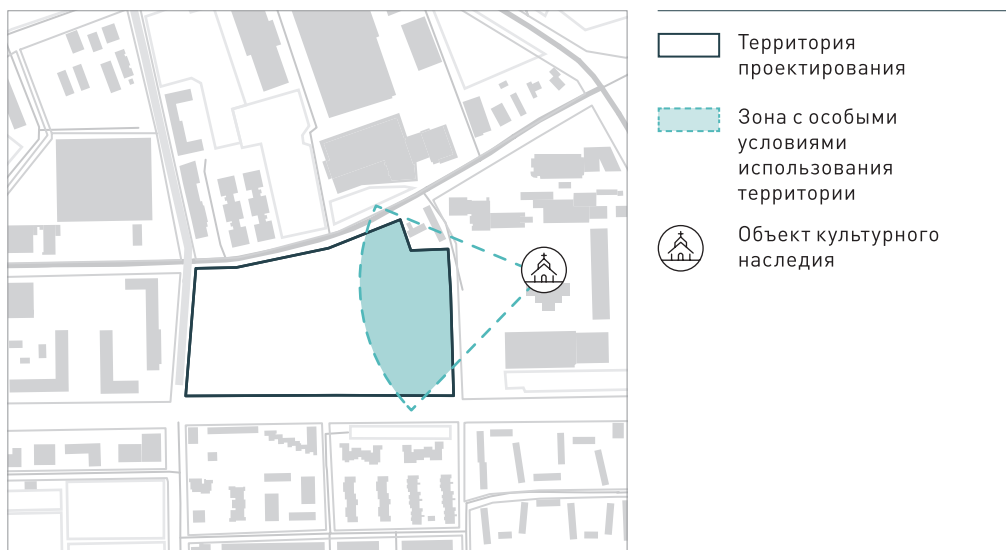 Территория
проектирования
Зона с особыми
условиями
использования
территории
Объект культурного
наследия